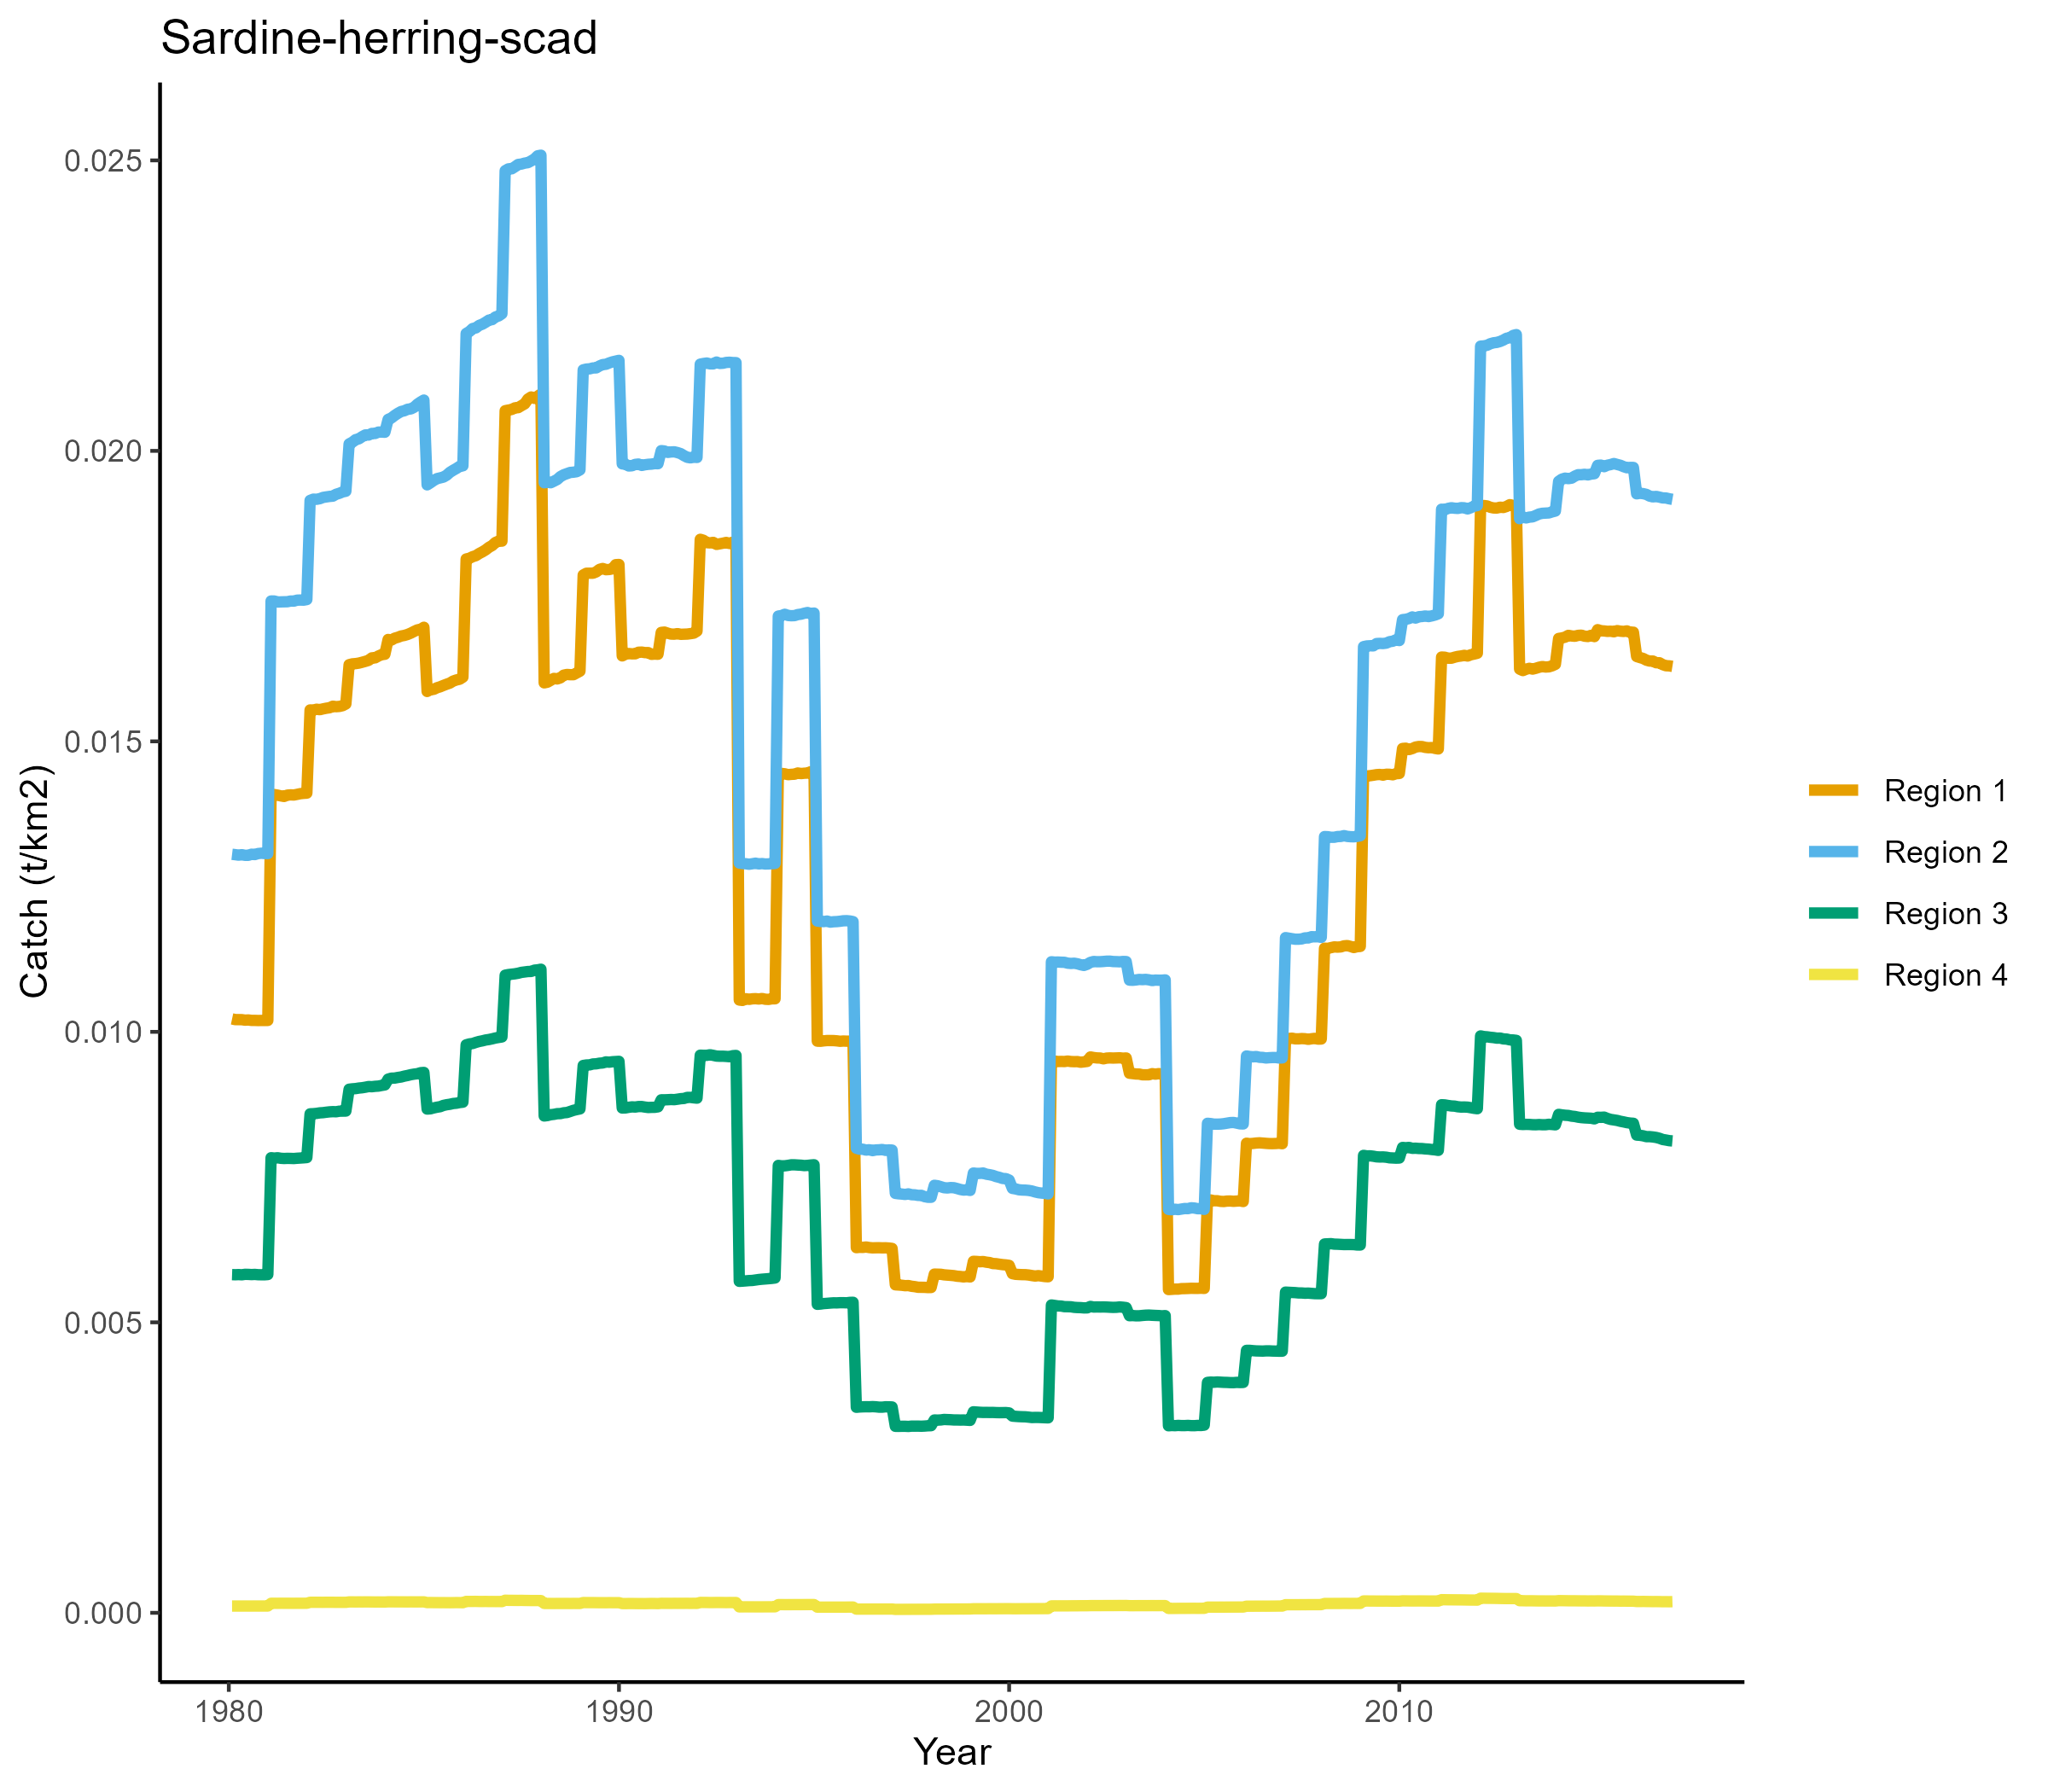 Sardine-herring-scad
Catch (t/km2)
0.025
0.020
0.015
0.010
0.005
0.000
1980
1990
2000
2010
Year
Region 1
Region 2
Region 3
Region 4